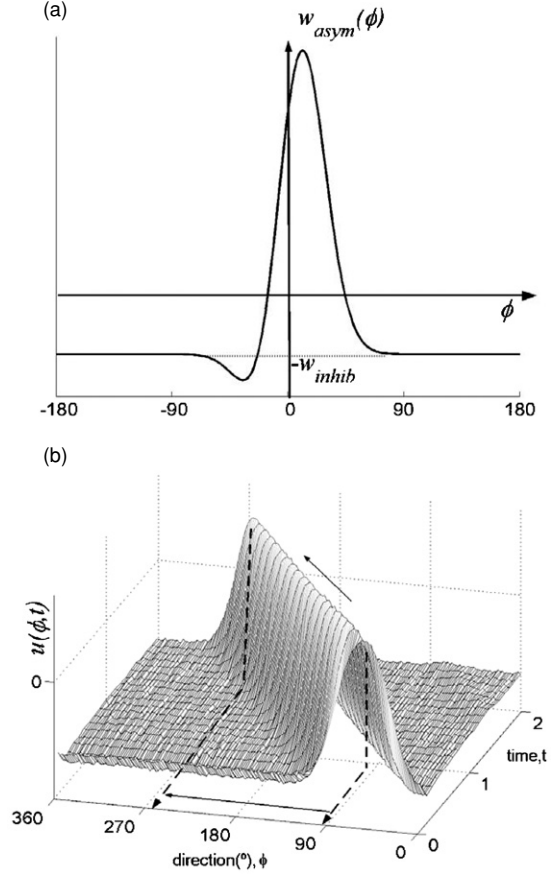 (a)
w_asym(ϕ)
ϕ
-w_inhib
-180 -90 0 90 180
(b)
u(ϕ,t)
0
2
1
0
time,t
360 270 180 90 0
direction(º), ϕ